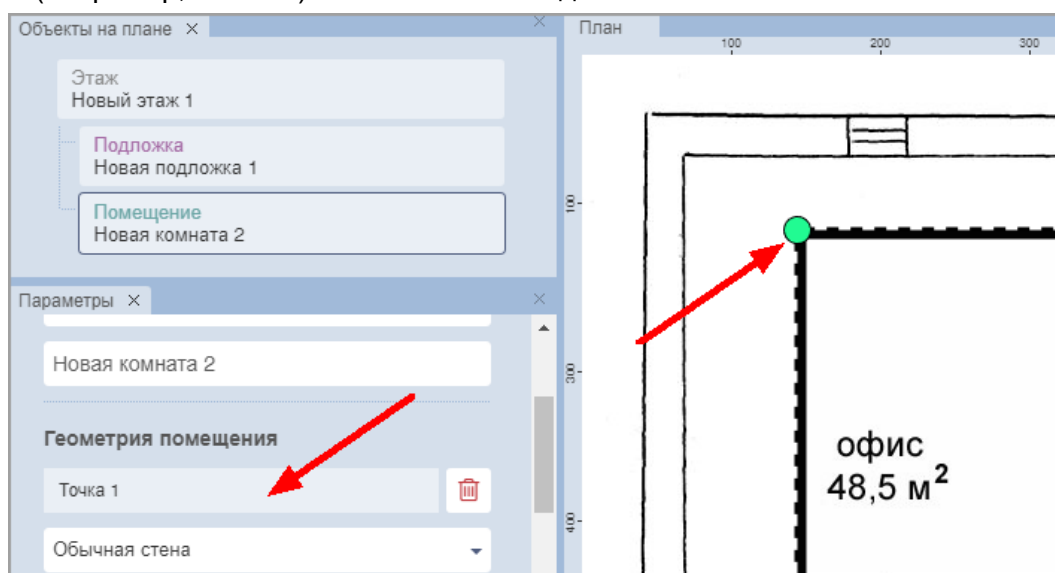 Объекты на плане
Этаж
Новый этаж 1
Подложка
Новая подложка 1
Помещение
Новая комната 2
Параметры
Новая комната 2
Геометрия помещения
Точка 1
Обычная стена
План
100
200
300
100
300
400
офис
48,5 м²